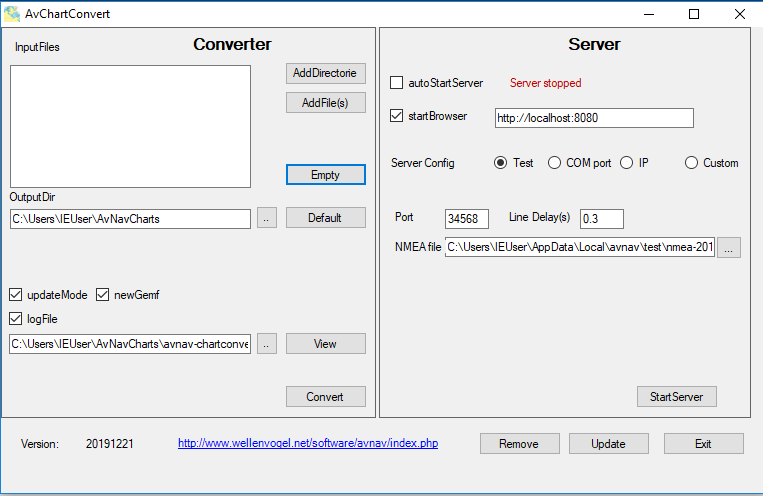 AvChartConvert
Converter
InputFiles
AddDirectorie
AddFile(s)
Empty
OutputDir
C:\Users\IEUser\AvNavCharts
..
Default
updateMode
newGemf
logFile
C:\Users\IEUser\AvNavCharts\avnav-chartconve
..
View
Convert
Server
autoStartServer
Server stopped
startBrowser
http://localhost:8080
Server Config
Test
COM port
IP
Custom
Port
34568
Line Delay(s)
0.3
NMEA file
C:\Users\IEUser\AppData\Local\avnav\test\nmea-201
...
StartServer
Version:
20191221
http://www.wellenvogel.net/software/avnav/index.php
Remove
Update
Exit